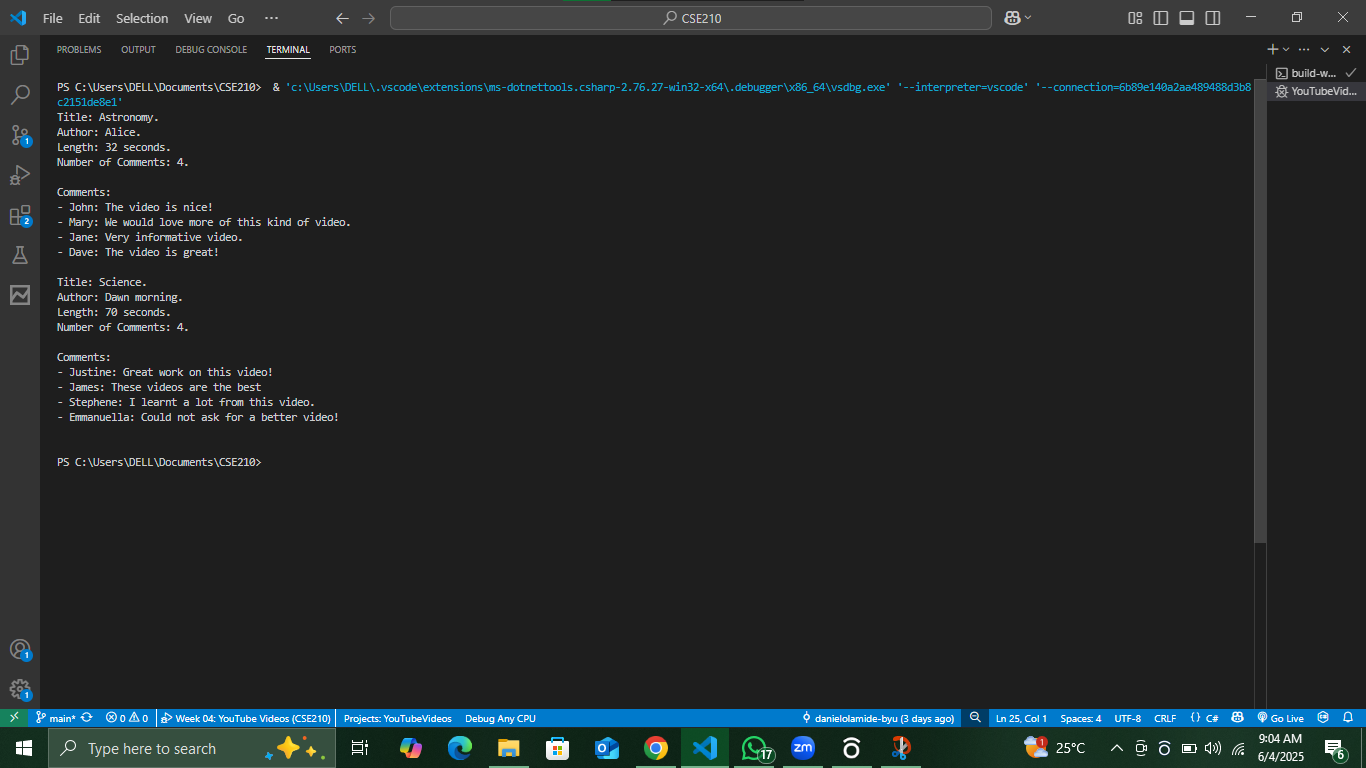 File Edit Selection View Go ···
CSE210
PROBLEMS OUTPUT DEBUG CONSOLE TERMINAL PORTS
build-w...
YouTubeVid...
PS C:\Users\DELL\Documents\CSE210>  & 'c:\Users\DELL\.vscode\extensions\ms-dotnettools.csharp-2.76.27-win32-x64\.debugger\x86_64\vsdbg.exe' '--interpreter=vscode' '--connection=6b89e140a2aa489488d3b8
c2151de8e1'
Title: Astronomy.
Author: Alice.
Length: 32 seconds.
Number of Comments: 4.
Comments:
- John: The video is nice!
- Mary: We would love more of this kind of video.
- Jane: Very informative video.
- Dave: The video is great!
Title: Science.
Author: Dawn morning.
Length: 70 seconds.
Number of Comments: 4.
Comments:
- Justine: Great work on this video!
- James: These videos are the best
- Stephene: I learnt a lot from this video.
- Emmanuella: Could not ask for a better video!
PS C:\Users\DELL\Documents\CSE210>
1
2
1
1
main* 0 0 Week 04: YouTube Videos (CSE210) Projects: YouTubeVideos Debug Any CPU danielolamide-byu (3 days ago) Ln 25, Col 1 Spaces: 4 UTF-8 CRLF {} C# Go Live
Type here to search
17
zm
1
25°C
9:04 AM
6/4/2025
6